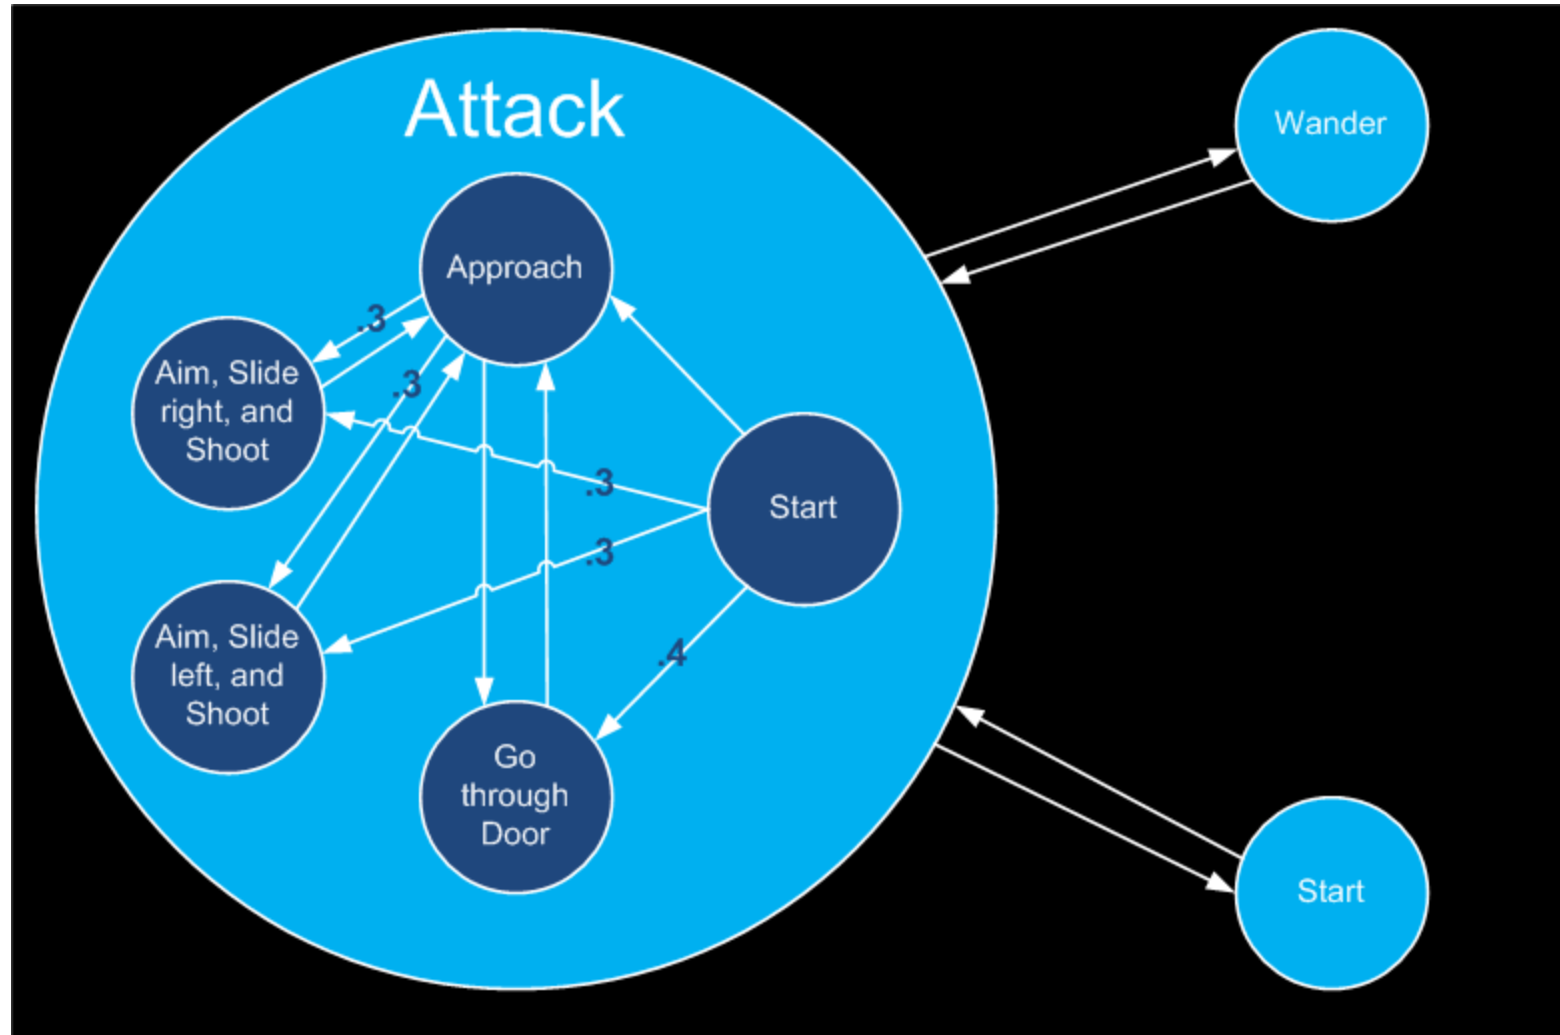 Attack
Wander
Approach
.3
Aim, Slide
right, and
Shoot
.3
.3
Start
.3
Aim, Slide
left, and
Shoot
.4
Go
through
Door
Start